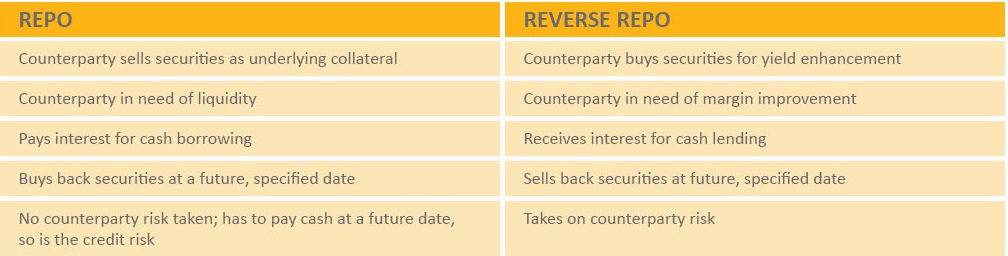 REPO
REVERSE REPO
Counterparty sells securities as underlying collateral
Counterparty buys securities for yield enhancement
Counterparty in need of liquidity
Counterparty in need of margin improvement
Pays interest for cash borrowing
Receives interest for cash lending
Buys back securities at a future, specified date
Sells back securities at future, specified date
No counterparty risk taken; has to pay cash at a future date,
so is the credit risk
Takes on counterparty risk